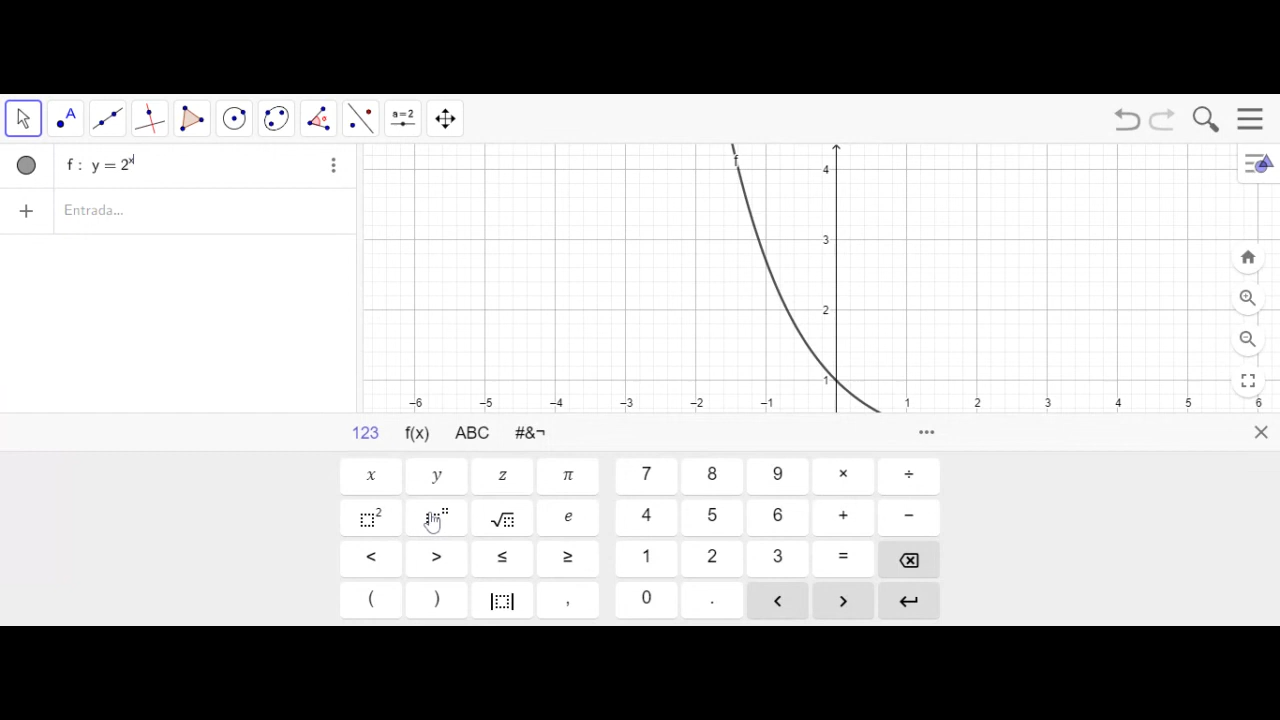 A
a=2
f : y = 2ˣ
Entrada...
f
4
3
2
1
−6 −5 −4 −3 −2 −1 1 2 3 4 5 6
123 f(x) ABC #&¬
x y z π 7 8 9 × ÷
2 √ e 4 5 6 + −
< > ≤ ≥ 1 2 3 =
( ) | | , 0 . < >